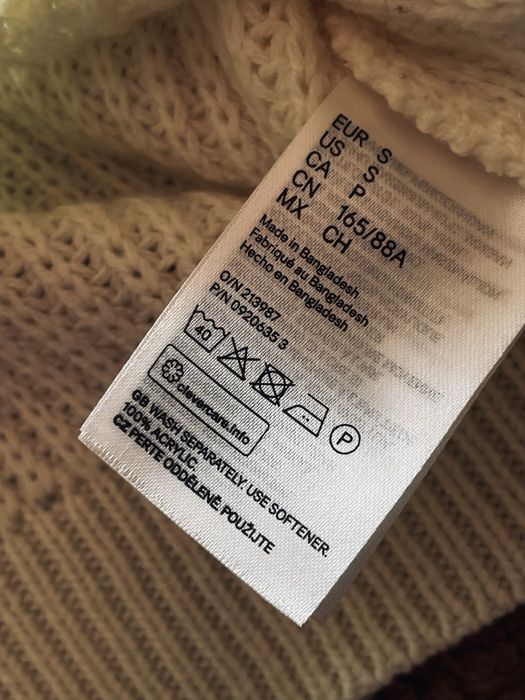 EUR S
US S
CA P
CN 165/88A
MX CH
Made in Bangladesh
Fabriqué au Bangladesh
Hecho en Bangladesh
O/N 213987
P/N 0920635 3
40
P
clevercare.info
GB WASH SEPARATELY. USE SOFTENER.
100% ACRYLIC.
CZ PERTE ODDĚLENĚ. POUŽIJTE